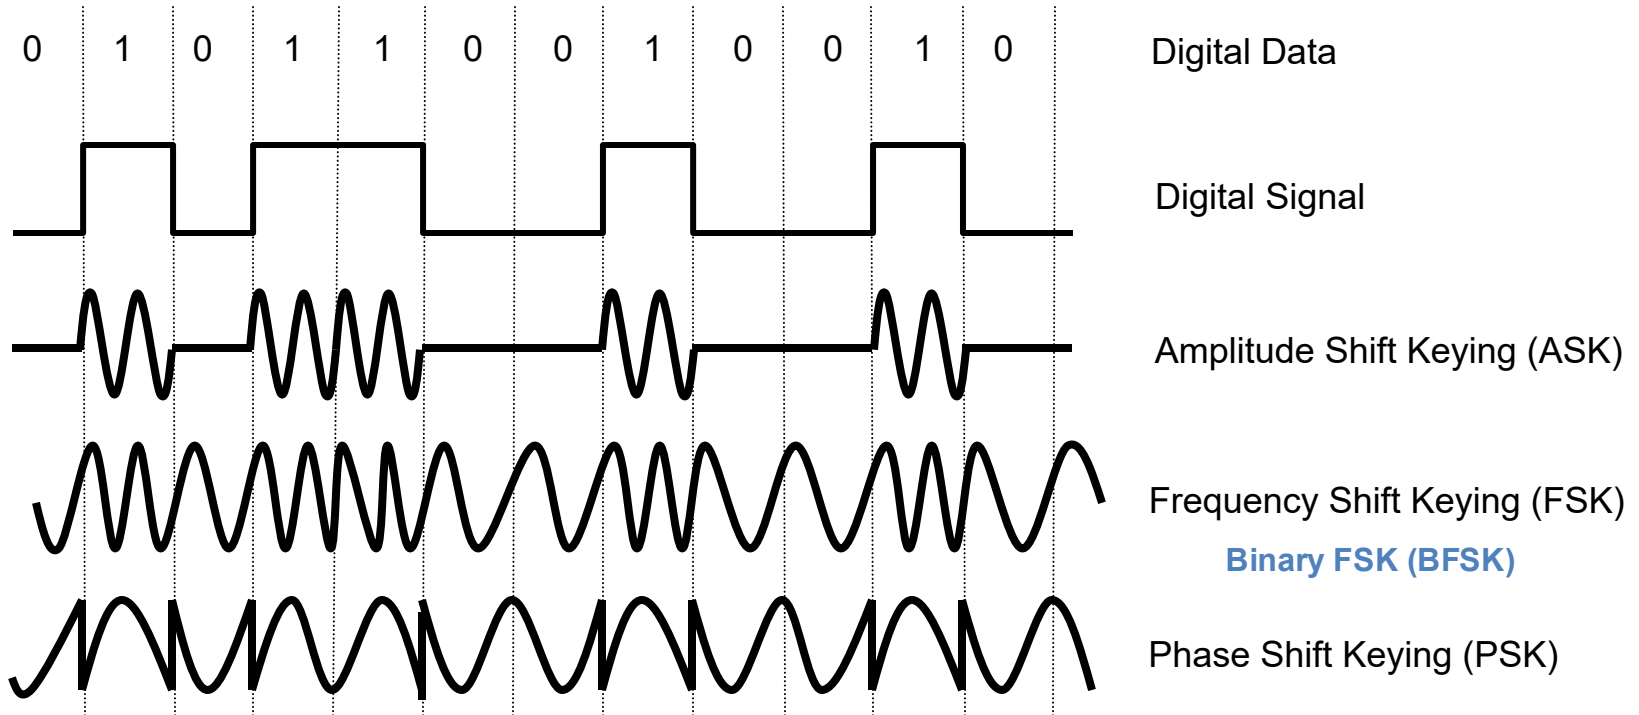 0 1 0 1 1 0 0 1 0 0 1 0 Digital Data
Digital Signal
Amplitude Shift Keying (ASK)
Frequency Shift Keying (FSK)
Binary FSK (BFSK)
Phase Shift Keying (PSK)